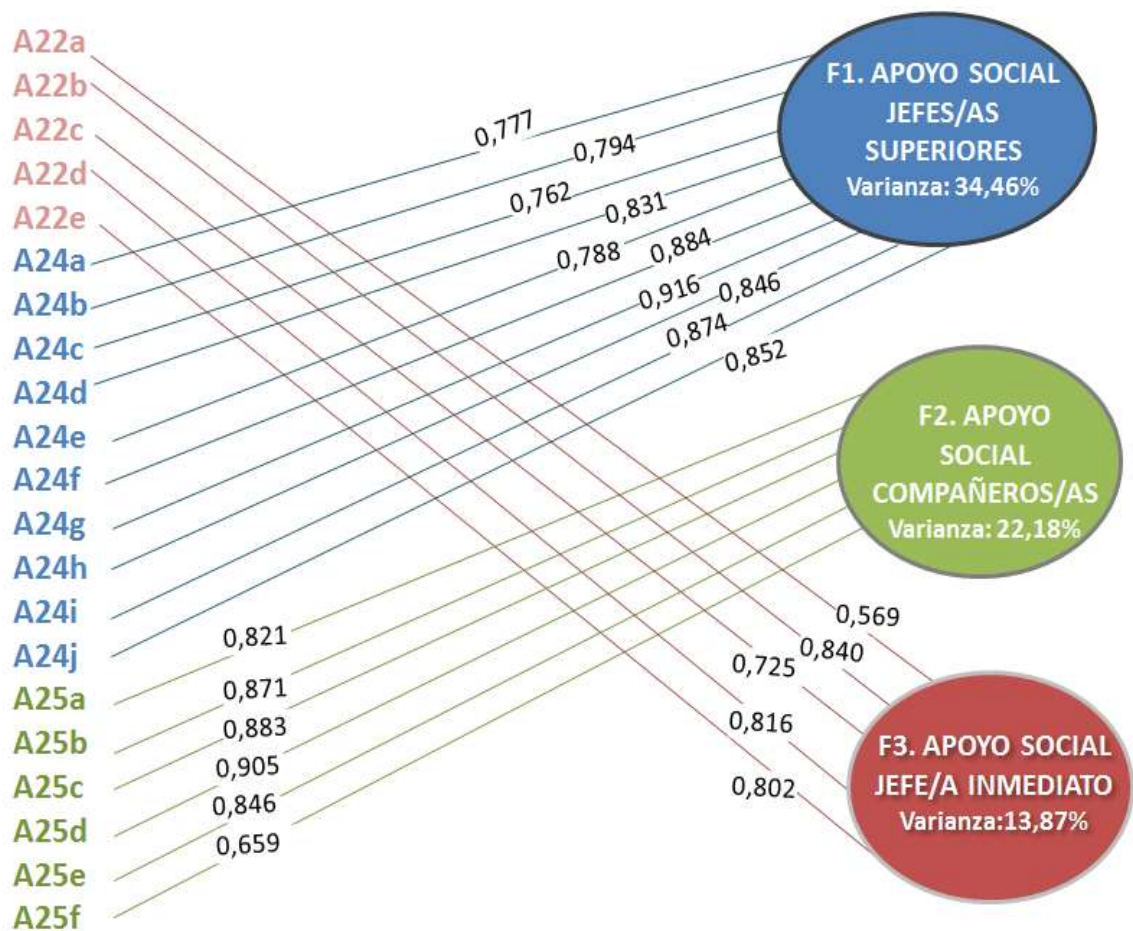 A22a
A22b
A22c
A22d
A22e
A24a
A24b
A24c
A24d
A24e
A24f
A24g
A24h
A24i
A24j
A25a
A25b
A25c
A25d
A25e
A25f
0,777
0,794
0,762
0,831
0,788
0,884
0,916
0,846
0,874
0,852
0,821
0,871
0,883
0,905
0,846
0,659
0,569
0,840
0,725
0,816
0,802
F1. APOYO SOCIAL
JEFES/AS
SUPERIORES
Varianza: 34,46%
F2. APOYO
SOCIAL
COMPAÑEROS/AS
Varianza: 22,18%
F3. APOYO SOCIAL
JEFE/A INMEDIATO
Varianza:13,87%